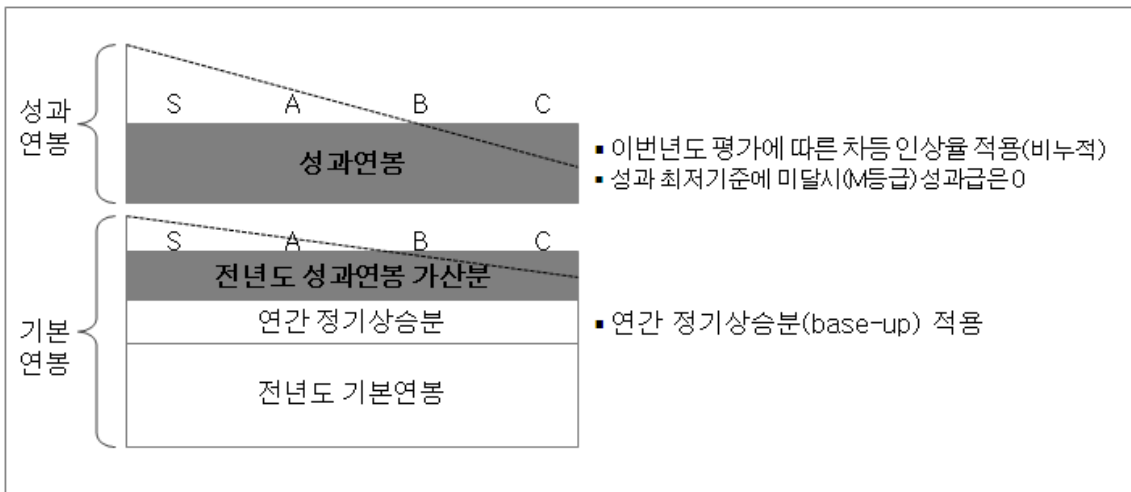 성과
연봉
S A B C
성과연봉
▪ 이번년도 평가에 따른 차등 인상율 적용(비누적)
▪ 성과 최저기준에 미달시(M등급) 성과급은 0
기본
연봉
S A B C
전년도 성과연봉 가산분
연간 정기상승분
전년도 기본연봉
▪ 연간 정기상승분(base-up) 적용